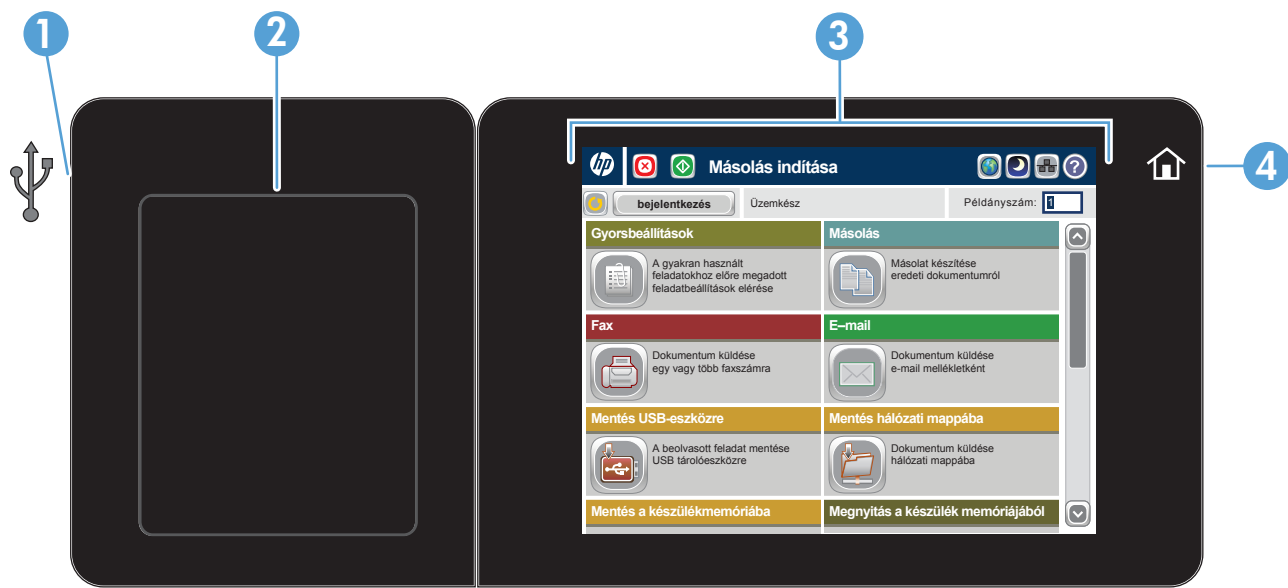 1
2
3
4
hp
Másolás indítása
?
bejelentkezés
Üzemkész
Példányszám: 1
Gyorsbeállítások
A gyakran használt
feladatokhoz előre megadott
feladatbeállítások elérése
Másolás
Másolat készítése
eredeti dokumentumról
Fax
Dokumentum küldése
egy vagy több faxszámra
E–mail
Dokumentum küldése
e-mail mellékletként
Mentés USB-eszközre
A beolvasott feladat mentése
USB tárolóeszközre
Mentés hálózati mappába
Dokumentum küldése
hálózati mappába
Mentés a készülékmemóriába
Megnyitás a készülék memóriájából